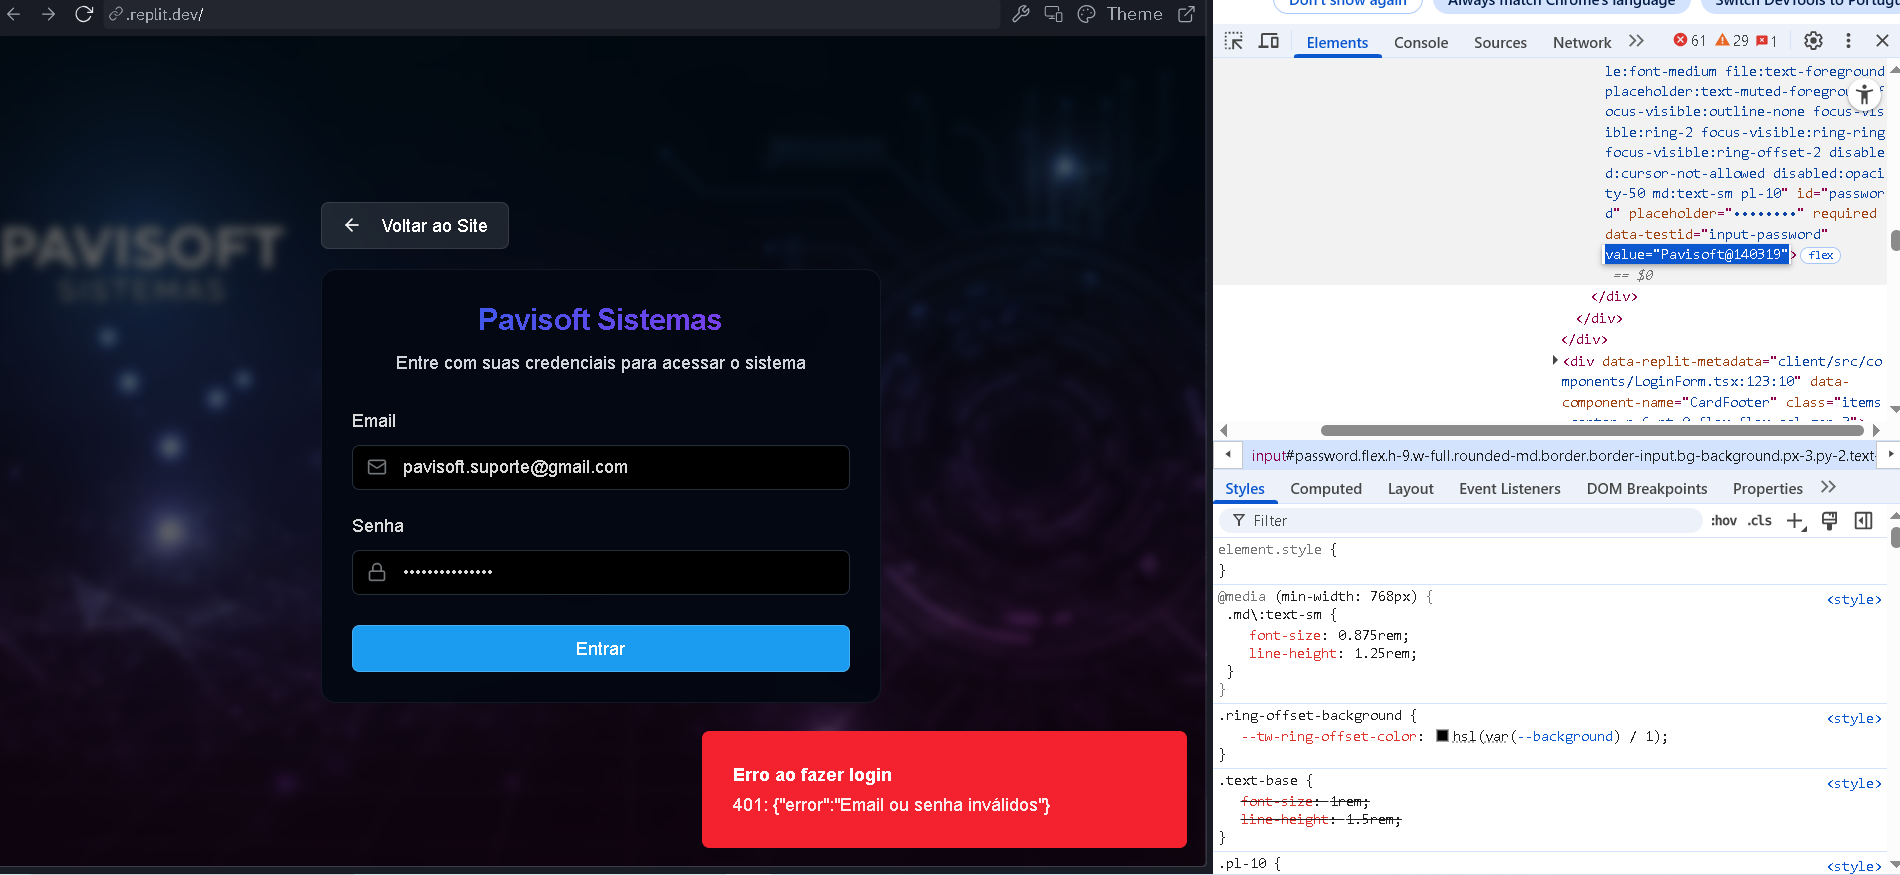 .replit.dev/
Theme
PAVISOFT
SISTEMAS
Voltar ao Site
Pavisoft Sistemas
Entre com suas credenciais para acessar o sistema
Email
pavisoft.suporte@gmail.com
Senha
•••••••••••••••
Entrar
Erro ao fazer login
401: {"error":"Email ou senha inválidos"}
Don't show again
Always match Chrome's language
Switch DevTools to Portug
Elements Console Sources Network 61 29 1
le:font-medium file:text-foreground
placeholder:text-muted-foregrou
ocus-visible:outline-none focus-vis
ible:ring-2 focus-visible:ring-ring
focus-visible:ring-offset-2 disable
d:cursor-not-allowed disabled:opaci
ty-50 md:text-sm pl-10" id="passwor
d" placeholder="••••••••" required
data-testid="input-password"
value="Pavisoft@140319"> flex
== $0
</div>
</div>
</div>
<div data-replit-metadata="client/src/co
mponents/LoginForm.tsx:123:10" data-
component-name="CardFooter" class="items
input#password.flex.h-9.w-full.rounded-md.border.border-input.bg-background.px-3.py-2.text-
Styles Computed Layout Event Listeners DOM Breakpoints Properties
Filter :hov .cls
element.style {
}
@media (min-width: 768px) { <style>
.md\:text-sm {
font-size: 0.875rem;
line-height: 1.25rem;
}
}
.ring-offset-background { <style>
--tw-ring-offset-color: hsl(var(--background) / 1);
}
.text-base { <style>
font-size: 1rem;
line-height: 1.5rem;
}
.pl-10 { <style>